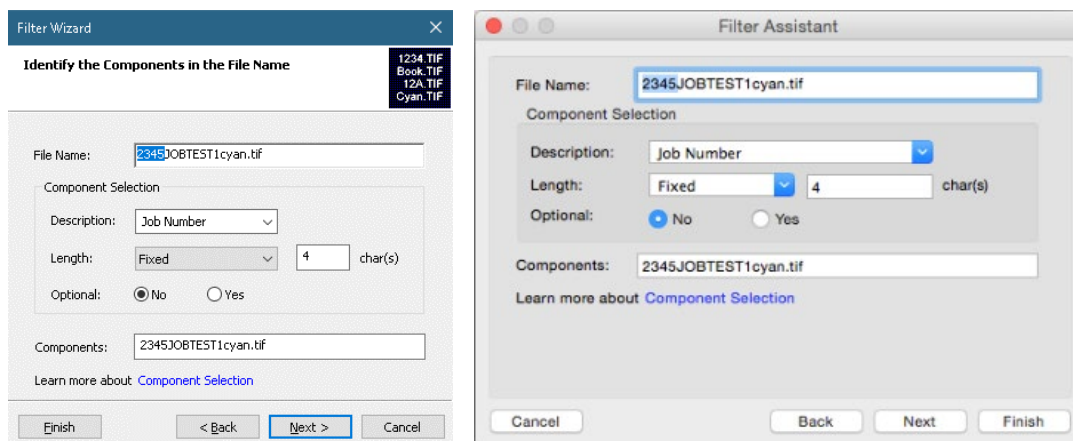 Filter Wizard
Identify the Components in the File Name
1234.TIF
Book.TIF
12A.TIF
Cyan.TIF
File Name: 2345JOBTEST1cyan.tif
Component Selection
Description: Job Number
Length: Fixed 4 char(s)
Optional: No Yes
Components: 2345JOBTEST1cyan.tif
Learn more about Component Selection
Finish < Back Next > Cancel
Filter Assistant
File Name: 2345JOBTEST1cyan.tif
Component Selection
Description: Job Number
Length: Fixed 4 char(s)
Optional: No Yes
Components: 2345JOBTEST1cyan.tif
Learn more about Component Selection
Cancel Back Next Finish